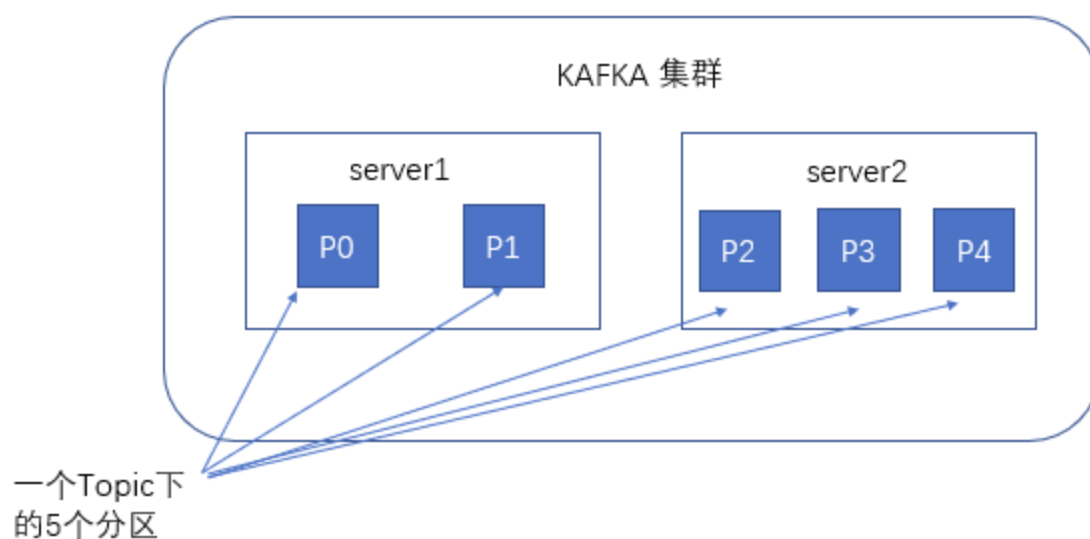 KAFKA 集群
server1
server2
P0
P1
P2
P3
P4
一个Topic下
的5个分区